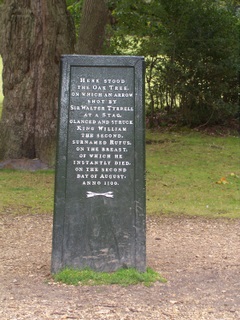 Here stood
the Oak Tree,
on which an arrow
shot by
Sir Walter Tyrrell
at a Stag,
glanced and struck
King William
the Second,
surnamed Rufus,
on the breast,
of which he
instantly died,
on the second
day of August,
anno 1100.